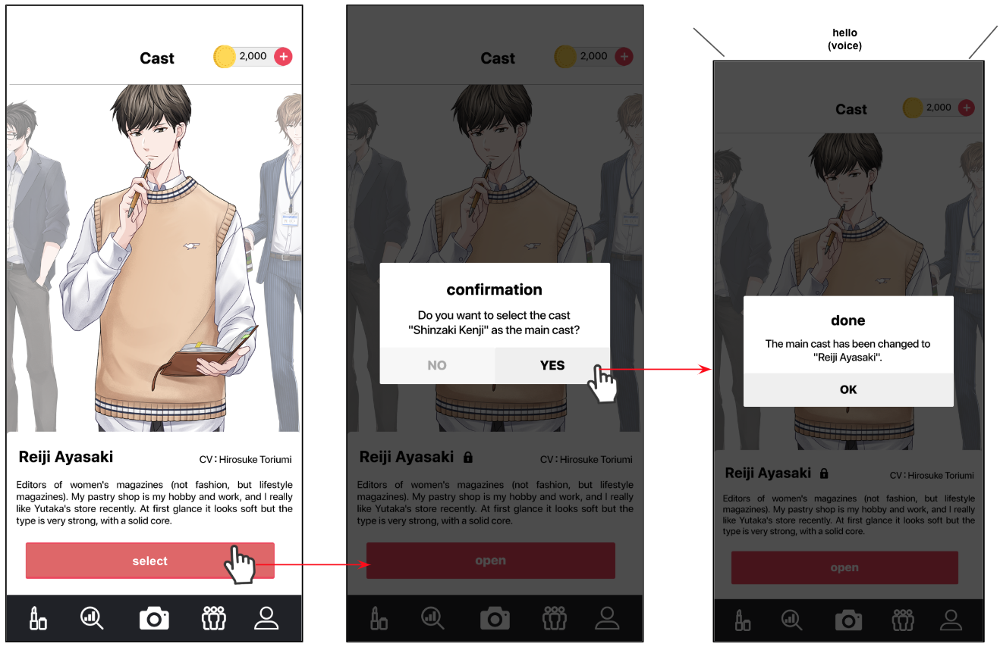 Cast
2,000
Reiji Ayasaki
CV : Hirosuke Toriumi
Editors of women's magazines (not fashion, but lifestyle
magazines). My pastry shop is my hobby and work, and I really
like Yutaka's store recently. At first glance it looks soft but the
type is very strong, with a solid core.
select
Cast
2,000
confirmation
Do you want to select the cast
"Shinzaki Kenji" as the main cast?
NO
YES
Reiji Ayasaki
CV : Hirosuke Toriumi
Editors of women's magazines (not fashion, but lifestyle
magazines). My pastry shop is my hobby and work, and I really
like Yutaka's store recently. At first glance it looks soft but the
type is very strong, with a solid core.
open
hello
(voice)
Cast
2,000
done
The main cast has been changed to
"Reiji Ayasaki".
OK
Reiji Ayasaki
CV : Hirosuke Toriumi
Editors of women's magazines (not fashion, but lifestyle
magazines). My pastry shop is my hobby and work, and I really
like Yutaka's store recently. At first glance it looks soft but the
type is very strong, with a solid core.
open